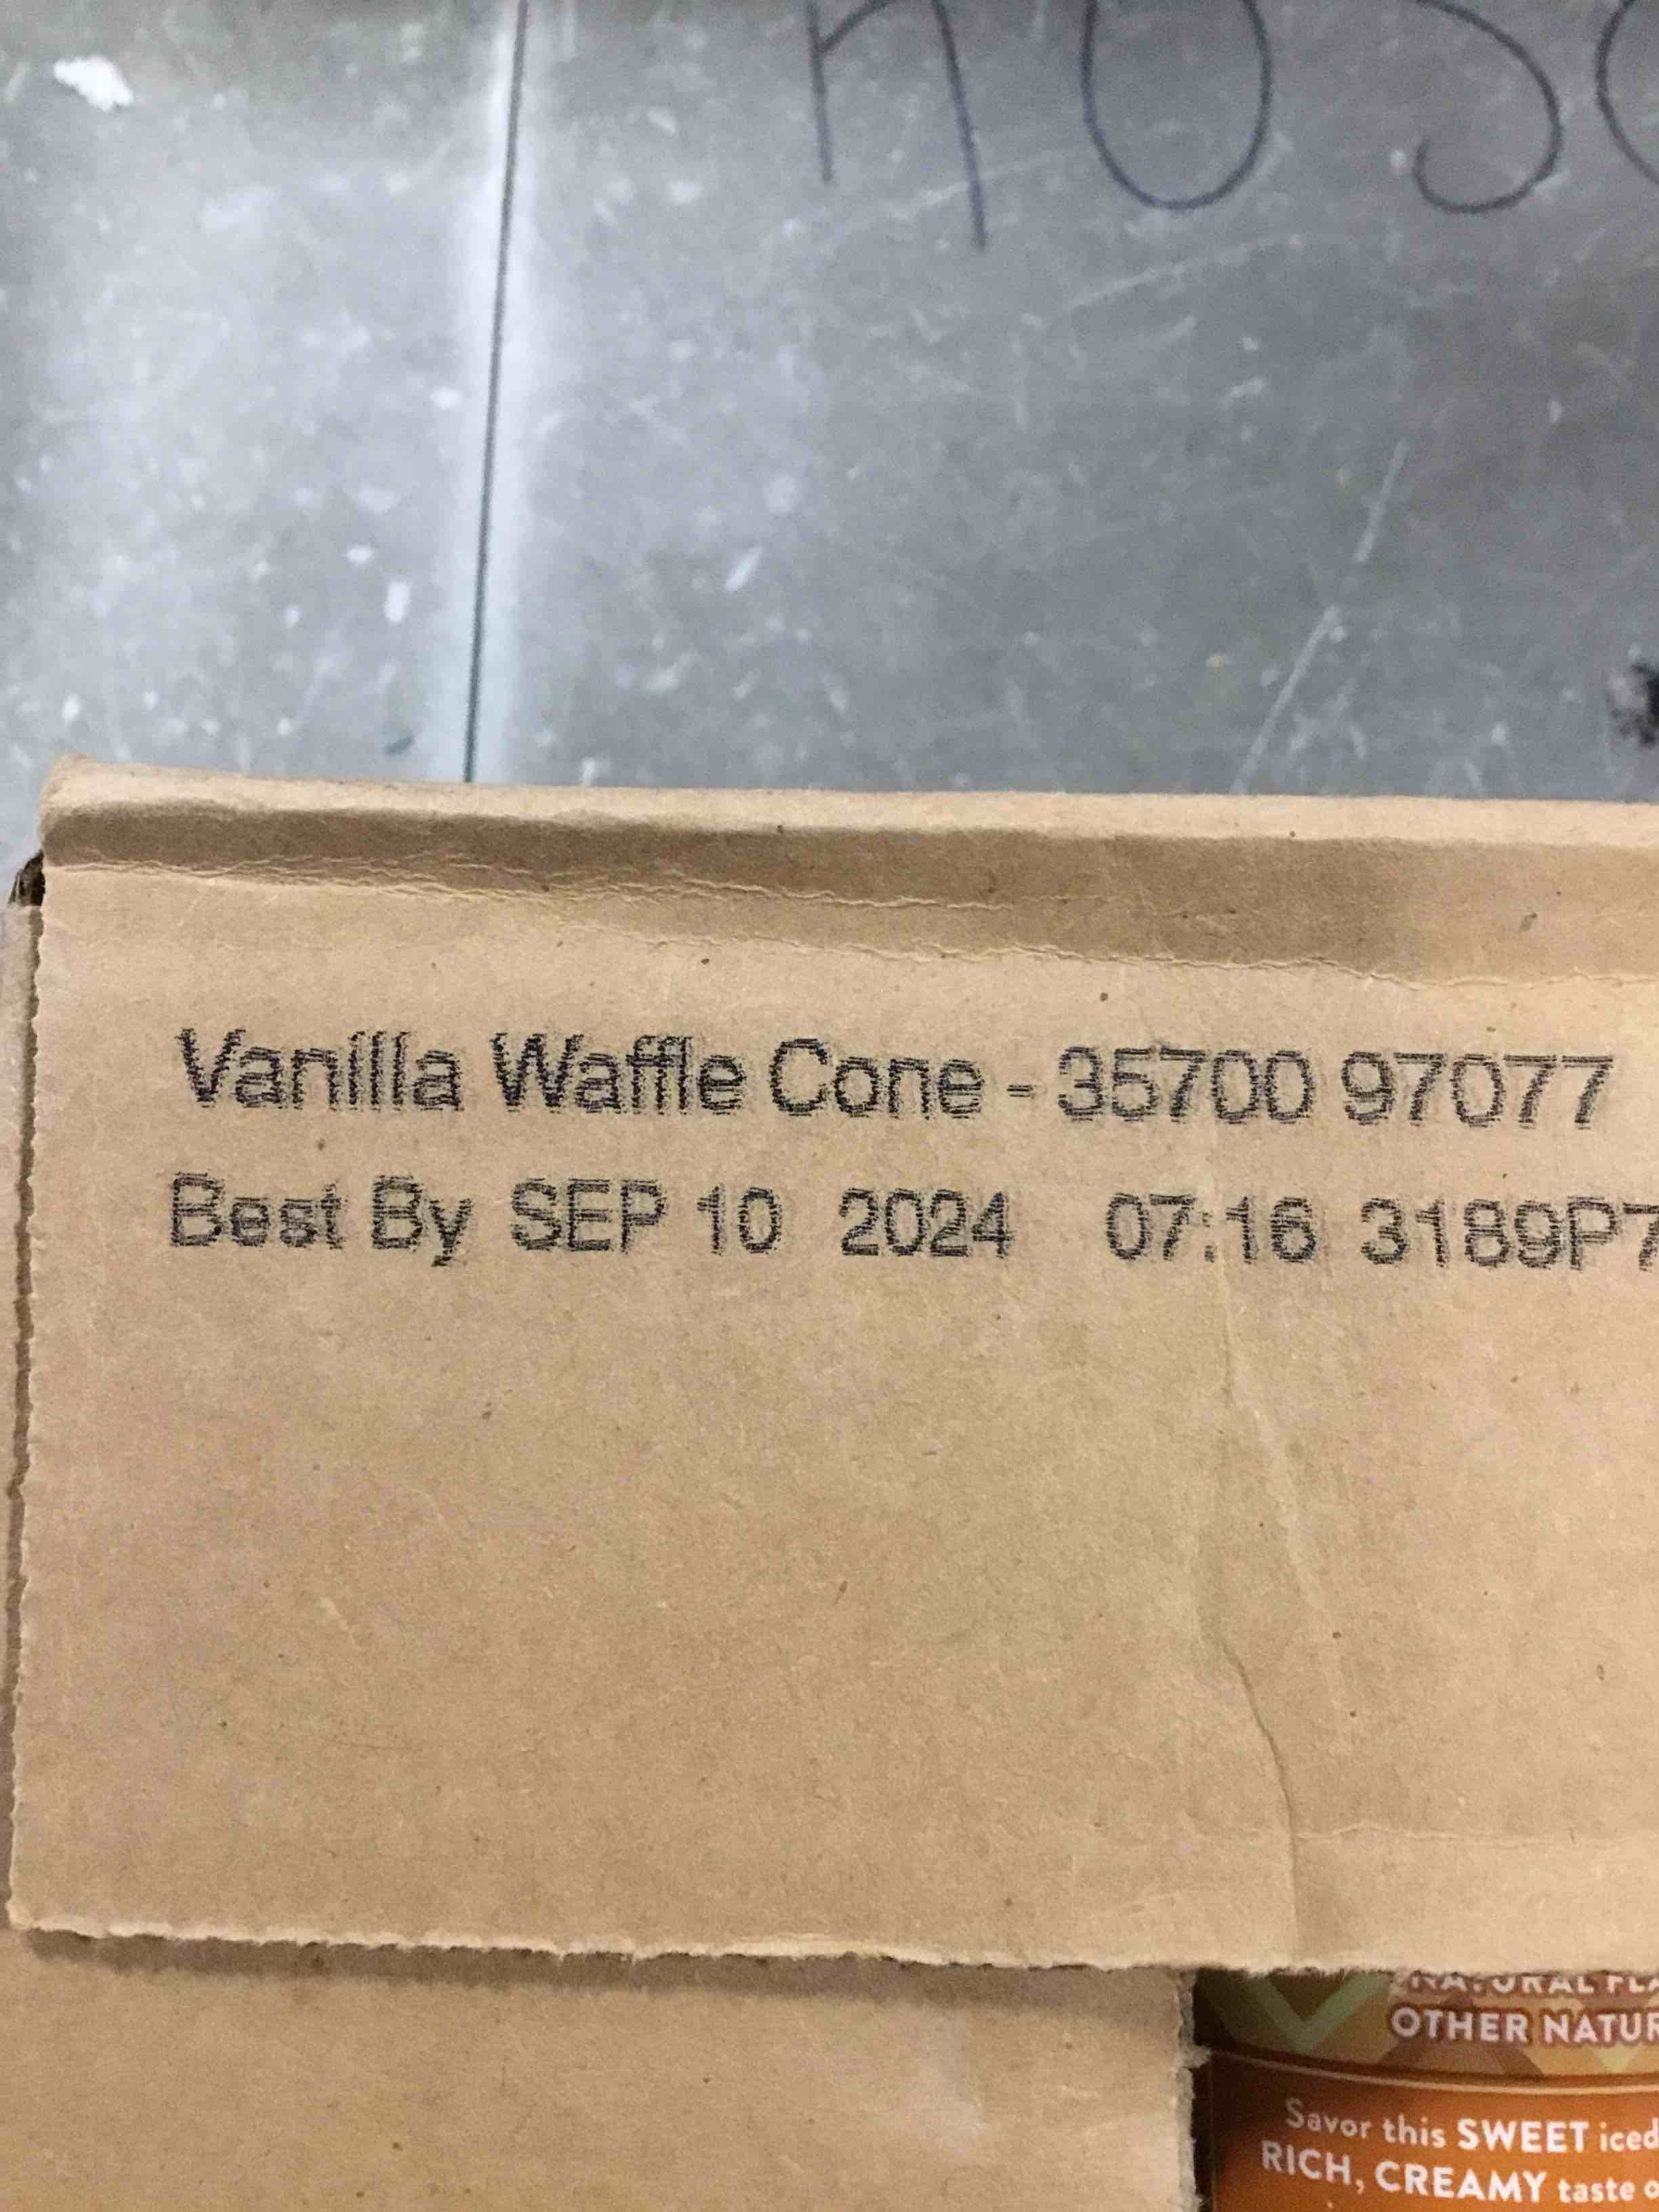 Vanilla Waffle Cone - 35700 97077
Best By SEP 10 2024 07:16 3189P7
NATURAL
OTHER
Savor this SWEET iced
RICH, CREAMY taste